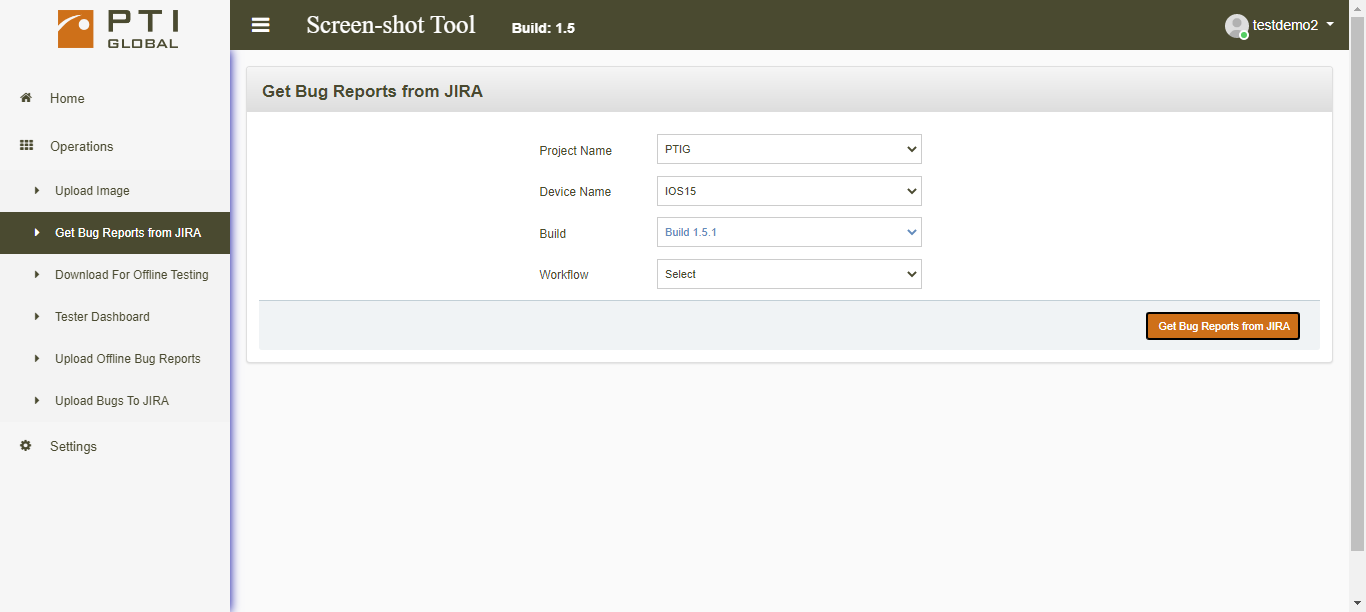 PTI
GLOBAL
Screen-shot Tool
Build: 1.5
testdemo2
Home
Operations
Upload Image
Get Bug Reports from JIRA
Download For Offline Testing
Tester Dashboard
Upload Offline Bug Reports
Upload Bugs To JIRA
Settings
Get Bug Reports from JIRA
Project Name
PTIG
Device Name
IOS15
Build
Build 1.5.1
Workflow
Select
Get Bug Reports from JIRA